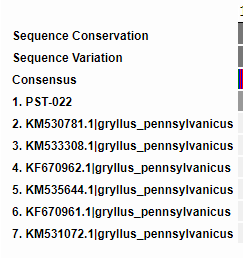 Sequence Conservation
Sequence Variation
Consensus
1. PST-022
2. KM530781.1|gryllus_pennsylvanicus
3. KM533308.1|gryllus_pennsylvanicus
4. KF670962.1|gryllus_pennsylvanicus
5. KM535644.1|gryllus_pennsylvanicus
6. KF670961.1|gryllus_pennsylvanicus
7. KM531072.1|gryllus_pennsylvanicus